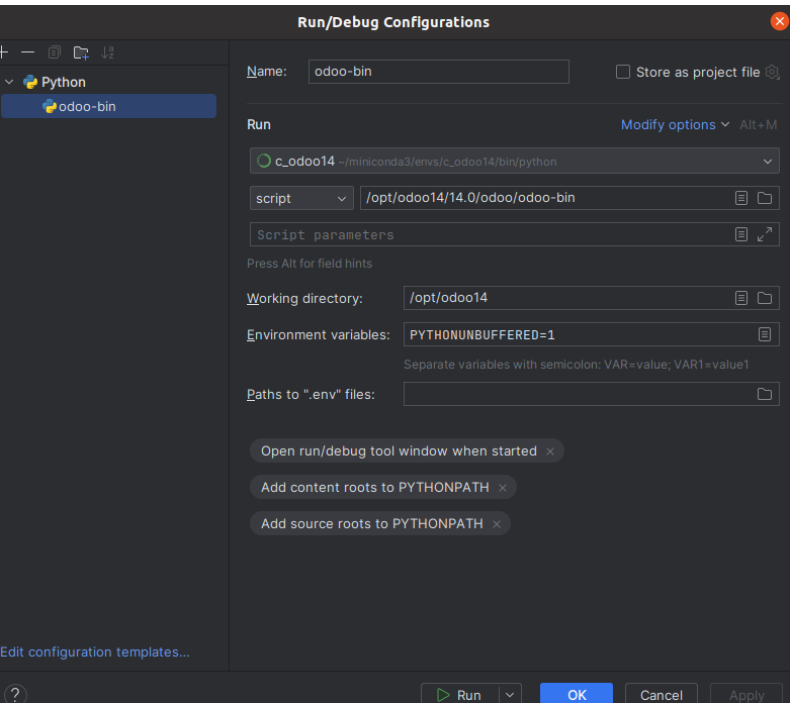 Run/Debug Configurations
Python
odoo-bin
Name: odoo-bin Store as project file
Run Modify options Alt+M
c_odoo14 ~/miniconda3/envs/c_odoo14/bin/python
script /opt/odoo14/14.0/odoo/odoo-bin
Script parameters
Press Alt for field hints
Working directory: /opt/odoo14
Environment variables: PYTHONUNBUFFERED=1
Separate variables with semicolon: VAR=value; VAR1=value1
Paths to ".env" files:
Open run/debug tool window when started ×
Add content roots to PYTHONPATH ×
Add source roots to PYTHONPATH ×
Edit configuration templates...
? Run OK Cancel Apply